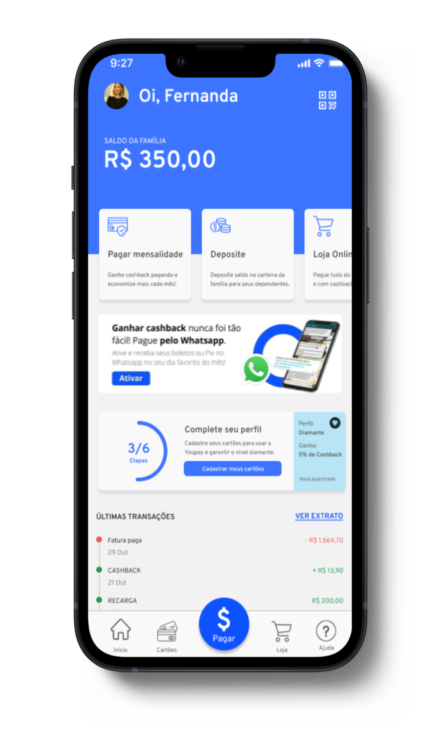 9:27
Oi, Fernanda
SALDO DA FAMÍLIA
R$ 350,00
Pagar mensalidade
Ganhe cashback pagando e
economize mais cada mês!
Deposite
Deposite saldo na carteira da
família para seus dependentes.
Loja Onlin
Pague tudo do
e com cashbac
Ganhar cashback nunca foi tão
fácil! Pague pelo Whatsapp.
Ative e receba seus boletos ou Pix no
Whatsapp no seu dia favorito do mês!
Ativar
3/6
Etapas
Complete seu perfil
Cadastre seus cartões para usar a
Youpay e garantir o nível diamante.
Cadastrar meus cartões
Perfil:
Diamante
Ganha:
5% de Cashback
ÚLTIMAS TRANSAÇÕES
VER EXTRATO
Fatura paga
- R$ 1.564,70
29 Out
CASHBACK
+ R$ 13,90
21 Out
RECARGA
R$ 200,00
$
Início
Cartões
Pagar
Loja
Ajuda
?